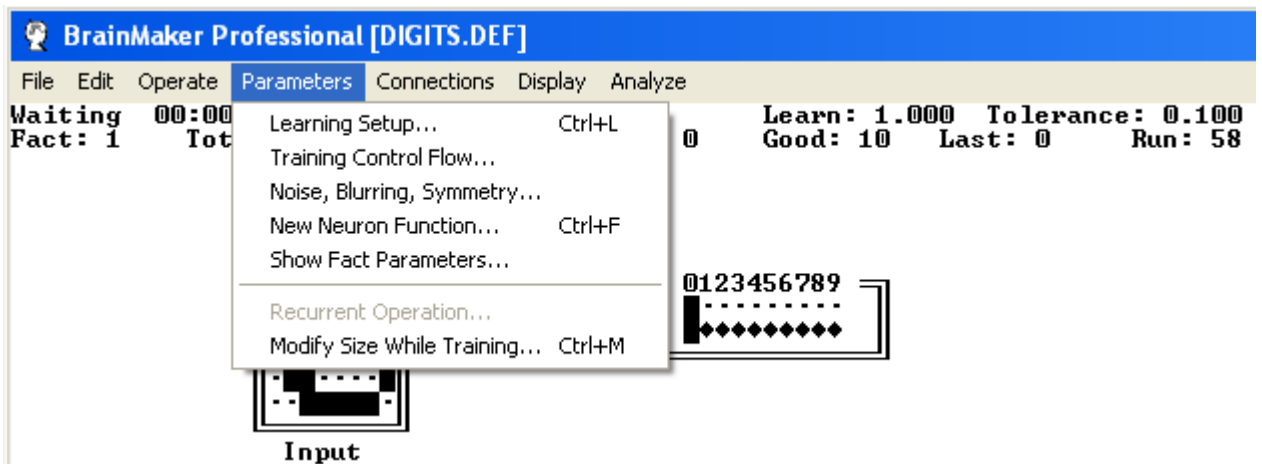 BrainMaker Professional [DIGITS.DEF]
File Edit Operate Parameters Connections Display Analyze
Waiting 00:00 Learn: 1.000 Tolerance: 0.100
Fact: 1 Tot 0 Good: 10 Last: 0 Run: 58
Learning Setup... Ctrl+L
Training Control Flow...
Noise, Blurring, Symmetry...
New Neuron Function... Ctrl+F
Show Fact Parameters...
0123456789
Recurrent Operation...
Modify Size While Training... Ctrl+M
Input